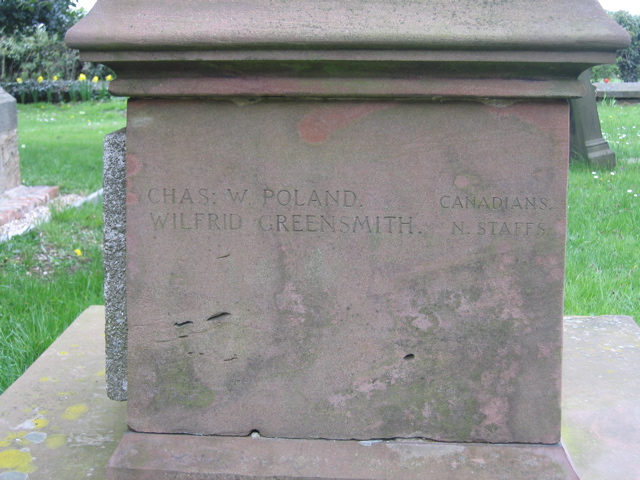 CHAS: W. POLAND. CANADIANS.
WILFRID GREENSMITH. N. STAFFS.